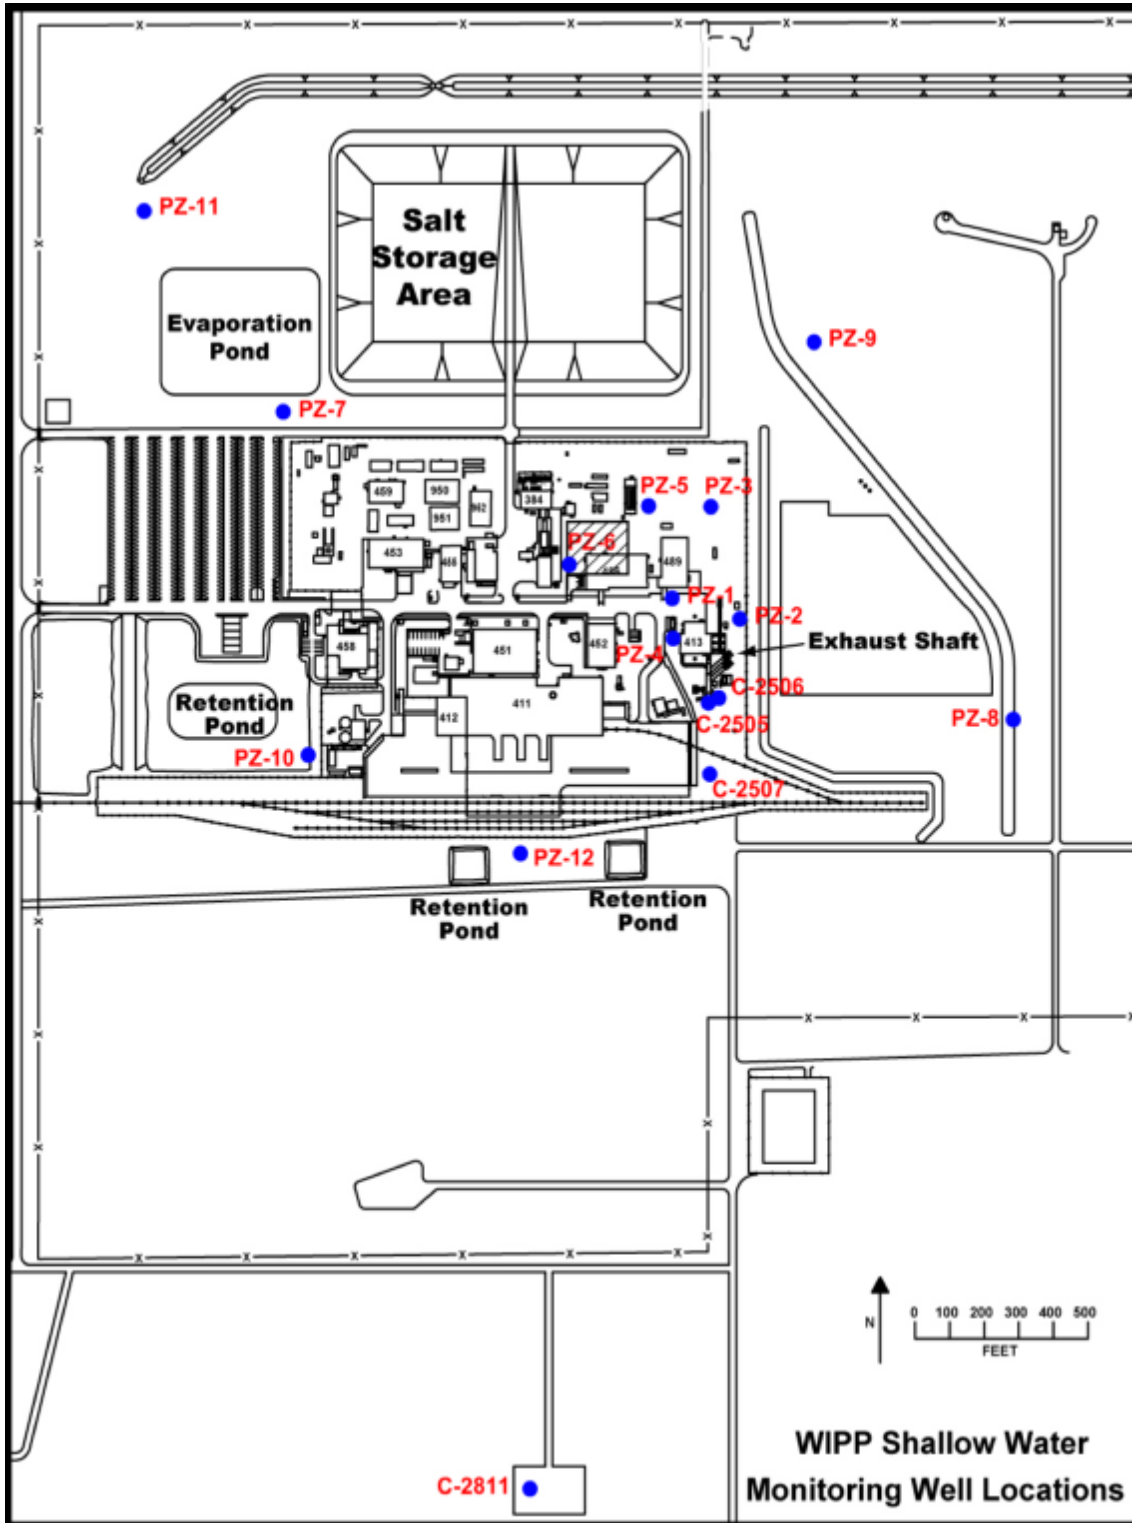 PZ-11
Salt
Storage
Area
Evaporation
Pond
PZ-9
PZ-7
459
950
951
962
384
PZ-5
PZ-3
453
455
PZ-6
489
PZ-1
PZ-2
458
451
452
PZ-4
413
Exhaust Shaft
Retention
Pond
412
411
C-2506
C-2505
PZ-8
PZ-10
C-2507
PZ-12
Retention
Pond
Retention
Pond
N
0 100 200 300 400 500
FEET
WIPP Shallow Water
Monitoring Well Locations
C-2811